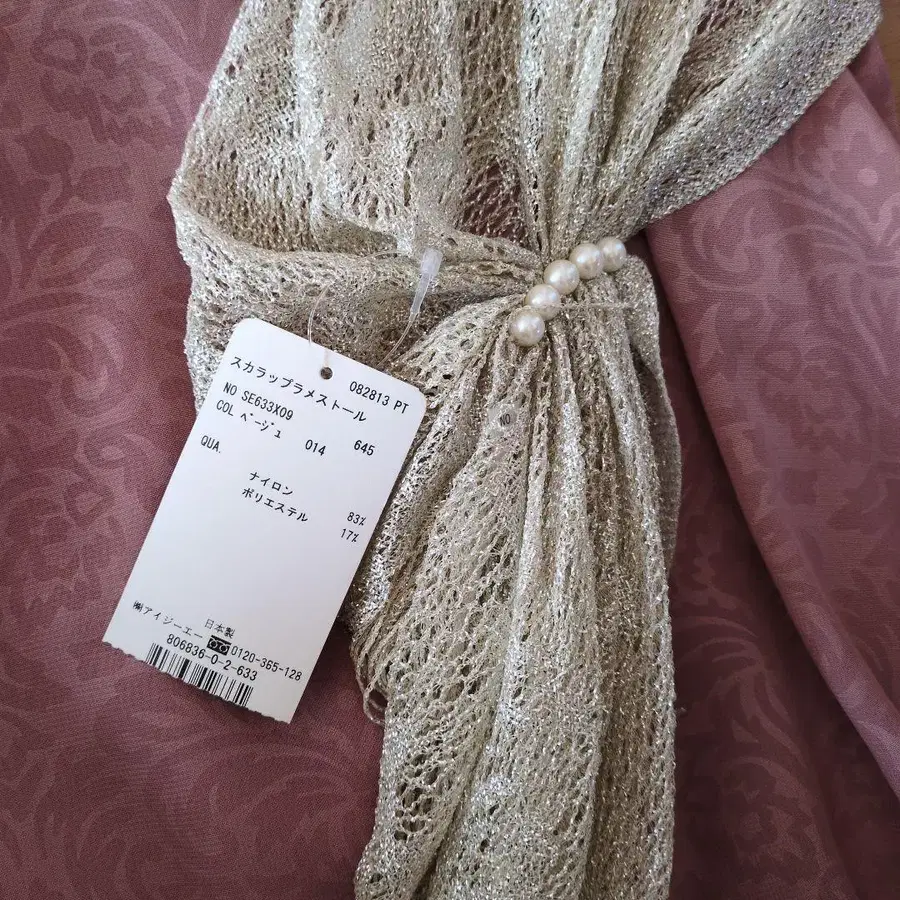 スカラップラメストール 082813 PT
NO SE633X09
COL ベージュ 014 645
QUA.
ナイロン 83%
ポリエステル 17%
日本製
㈱アイジーエー 0120-365-128
806836-0-2-633
NO